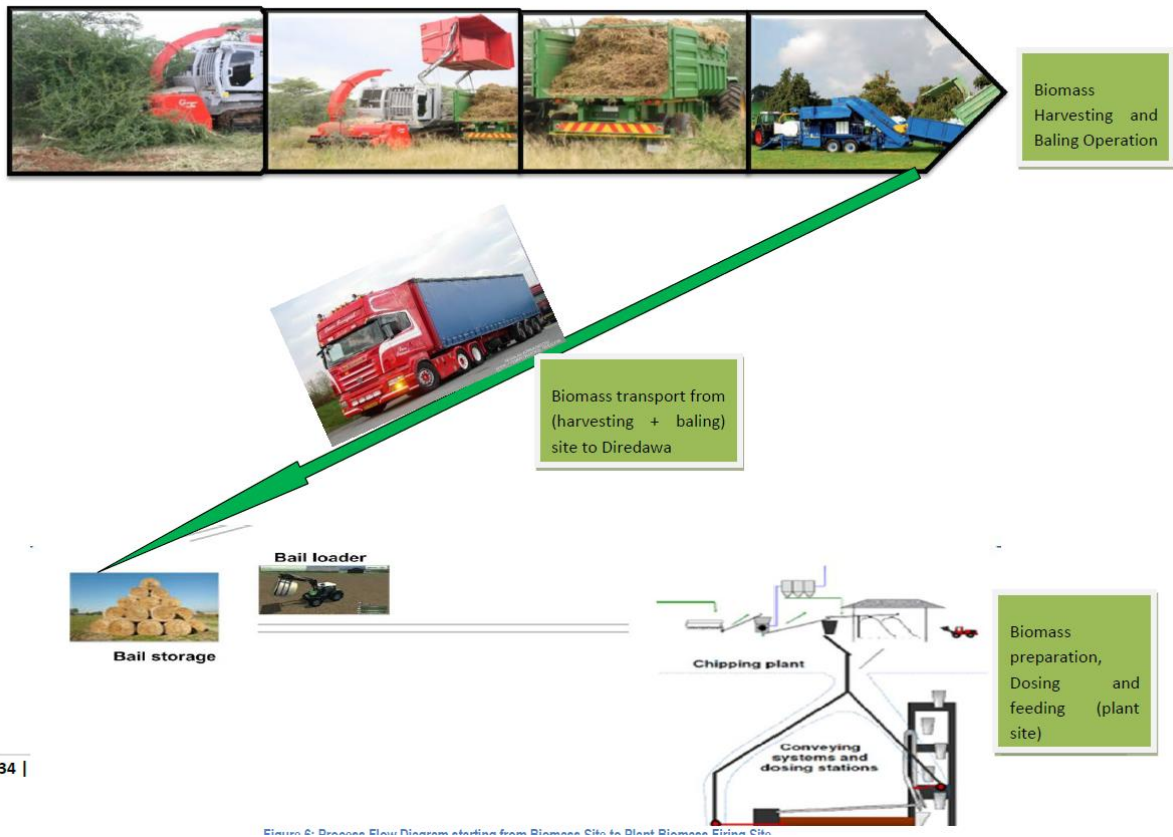 Biomass
Harvesting and
Baling Operation
Biomass transport from
(harvesting + baling)
site to Diredawa
Bail loader
Bail storage
Chipping plant
Biomass
preparation,
Dosing and
feeding (plant
site)
Conveying
systems and
dosing stations
34 |
Figure 6: Process Flow Diagram starting from Biomass Site to Plant Biomass Firing Site